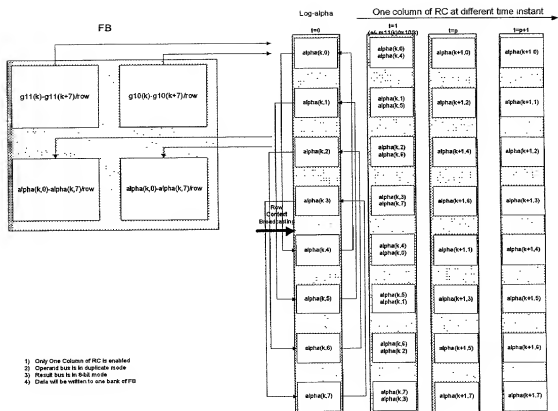 FB
Log-alpha
One column of RC at different time instant
t=1
t=p
t=p+1
g11(k)-g11(k+7)/row
g10(k)-g10(k+7)/row
alpha(k,0)-alpha(k,7)/row
alpha(k,0)-alpha(k,7)/row
Row
Context
Broadcasting
alpha(k,0)
alpha(k,1)
alpha(k,2)
alpha(k,3)
alpha(k,4)
alpha(k,5)
alpha(k,6)
alpha(k,7)
alpha(k,0)
alpha(k,4)
alpha(k,1)
alpha(k,5)
alpha(k,2)
alpha(k,6)
alpha(k,3)
alpha(k,7)
alpha(k,4)
alpha(k,0)
alpha(k,5)
alpha(k,1)
alpha(k,6)
alpha(k,2)
alpha(k,7)
alpha(k,3)
alpha(k+1,0)
alpha(k+1,2)
alpha(k+1,4)
alpha(k+1,6)
alpha(k+1,1)
alpha(k+1,3)
alpha(k+1,5)
alpha(k+1,7)
alpha(k+1,0)
alpha(k+1,1)
alpha(k+1,2)
alpha(k+1,3)
alpha(k+1,4)
alpha(k+1,5)
alpha(k+1,6)
alpha(k+1,7)
1) Only One Column of RC is enabled
2) Operand bus is in duplicate mode
3) Result bus is in 8-bit mode
4) Data will be written to one bank of FB